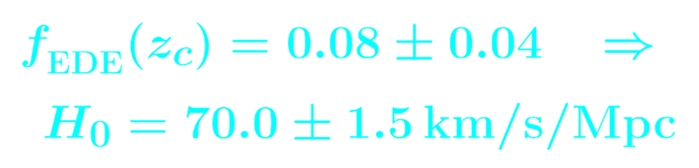 f_EDE(z_c) = 0.08 ± 0.04 ⇒
H_0 = 70.0 ± 1.5 km/s/Mpc